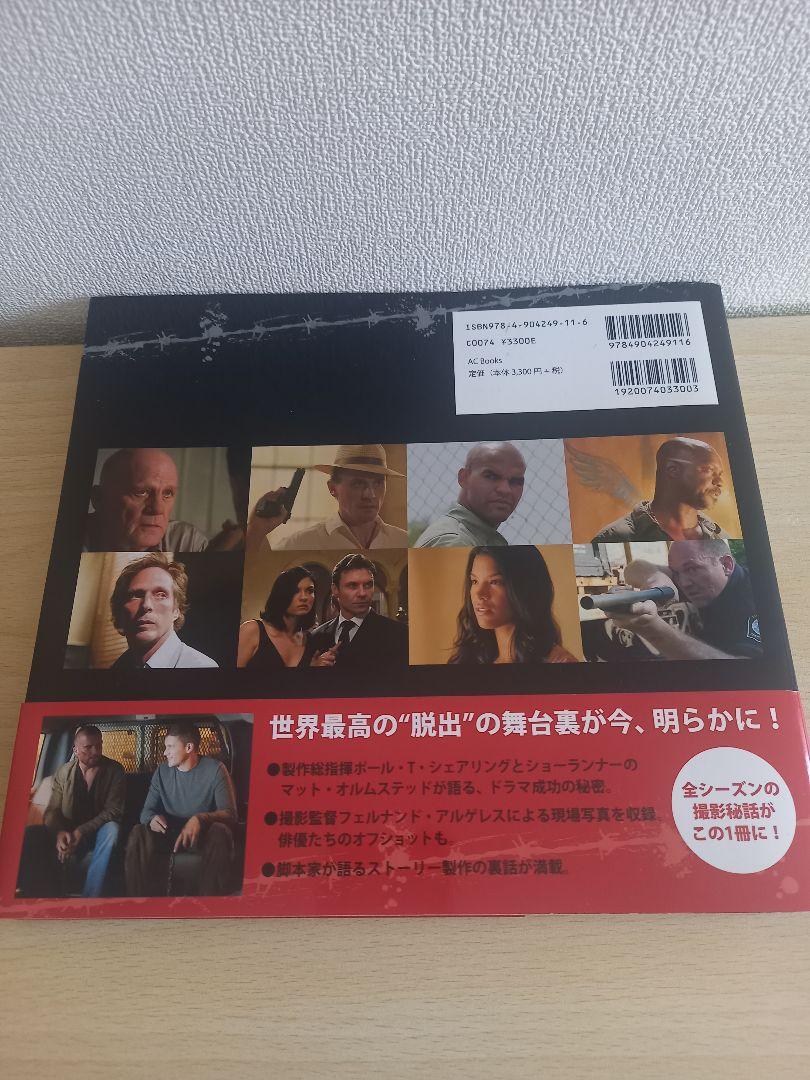 ISBN978-4-904249-11-6
C0074 ¥3300E
AC Books
定価（本体3,300円＋税）
9784904249116
1920074033003
世界最高の“脱出”の舞台裏が今、明らかに！
●製作総指揮ポール・T・シェアリングとショーランナーの
マット・オルムステッドが語る、ドラマ成功の秘密。
●撮影監督フェルナンド・アルゲレスによる現場写真を収録。
俳優たちのオフショットも。
●脚本家が語るストーリー製作の裏話が満載。
全シーズンの
撮影秘話が
この1冊に！